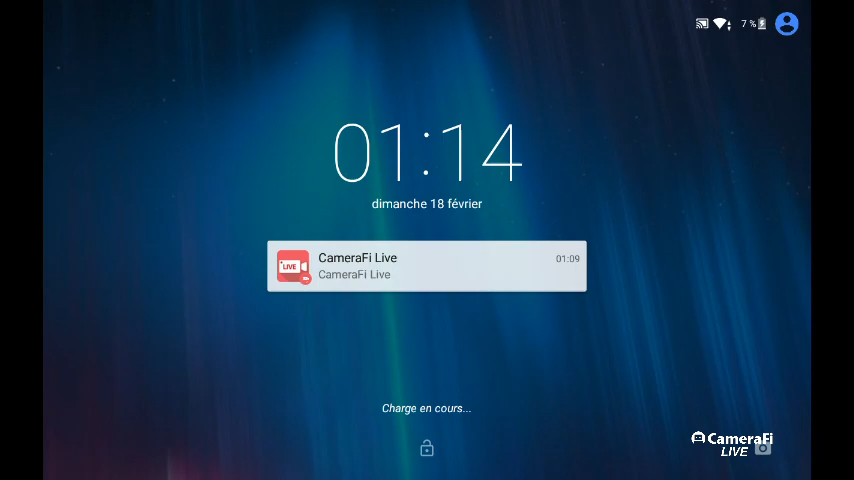 7 %
01:14
dimanche 18 février
CameraFi Live 01:09
CameraFi Live
LIVE
Charge en cours...
CameraFi
LIVE